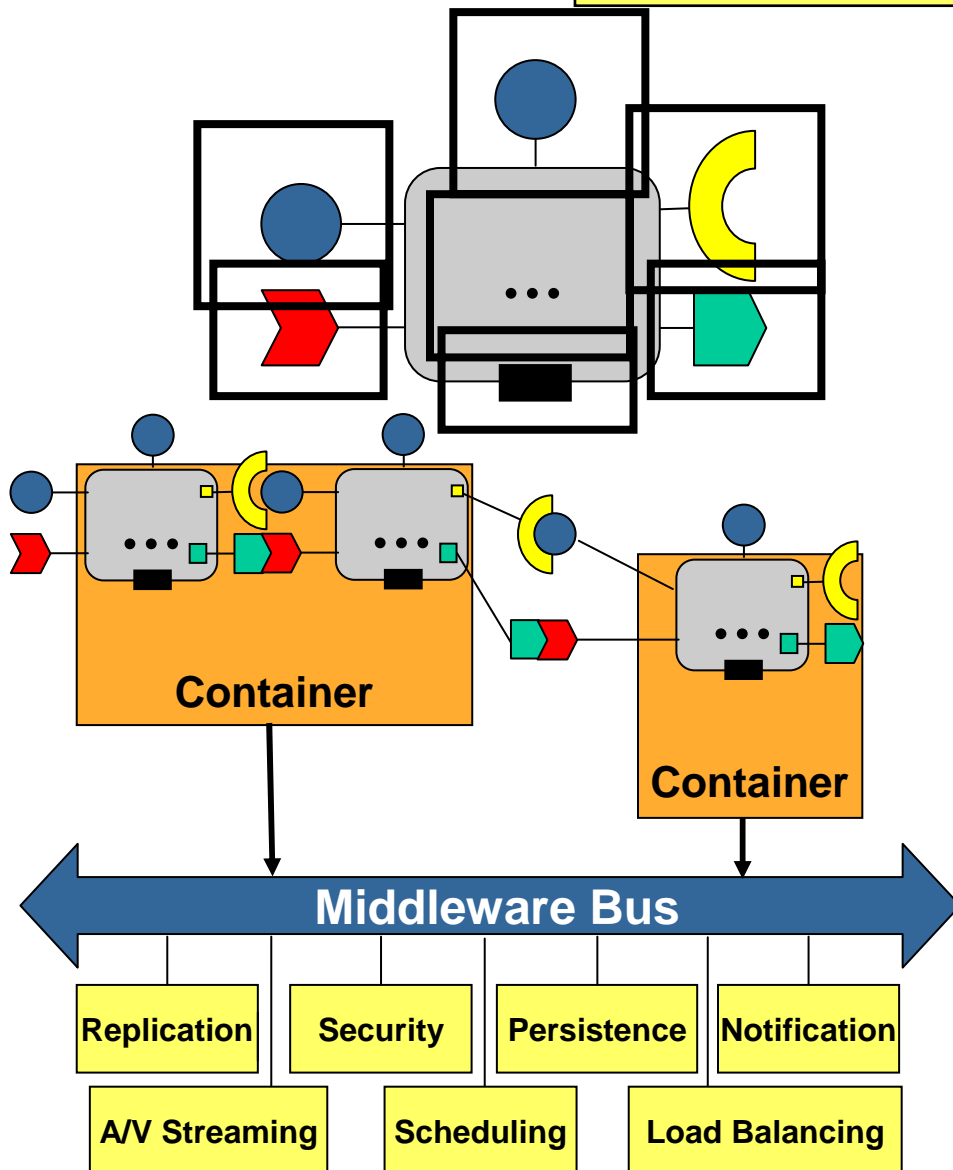 Container
Container
Middleware Bus
Replication
Security
Persistence
Notification
A/V Streaming
Scheduling
Load Balancing